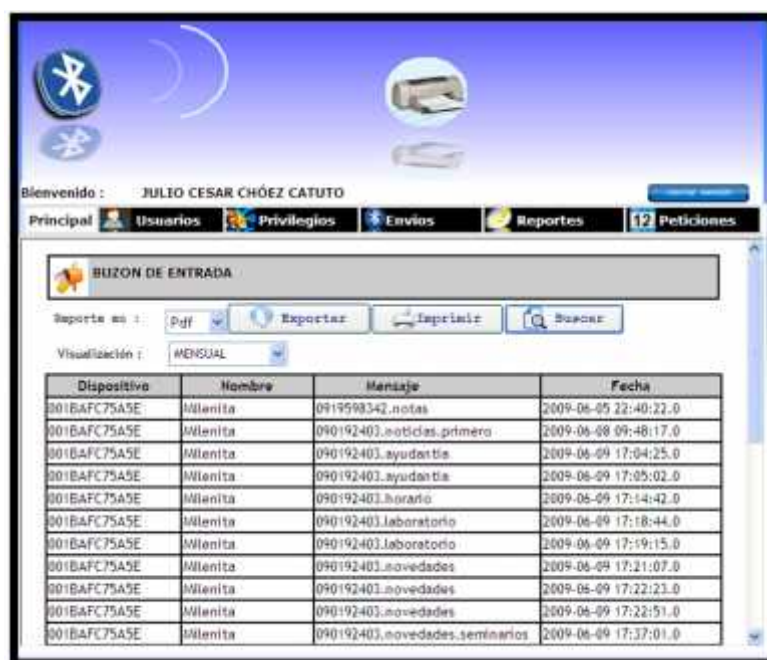 Bienvenido : JULIO CESAR CHÓEZ CATUTO
Principal Usuarios Privilegios Envios Reportes 12 Peticiones
BUZON DE ENTRADA
Reporte en : Pdf Exportar Imprimir Buscar
Visualización : MENSUAL
Dispositivo Nombre Mensaje Fecha
001BAFC75A5E Milenita 0919598342.notas 2009-06-05 22:40:22.0
001BAFC75A5E Milenita 090192403.noticias.primero 2009-06-08 09:48:17.0
001BAFC75A5E Milenita 090192403.ayudantia 2009-06-09 17:04:25.0
001BAFC75A5E Milenita 090192403.ayudantia 2009-06-09 17:05:02.0
001BAFC75A5E Milenita 090192403.horario 2009-06-09 17:14:42.0
001BAFC75A5E Milenita 090192403.laboratorio 2009-06-09 17:18:44.0
001BAFC75A5E Milenita 090192403.laboratorio 2009-06-09 17:19:15.0
001BAFC75A5E Milenita 090192403.novedades 2009-06-09 17:21:07.0
001BAFC75A5E Milenita 090192403.novedades 2009-06-09 17:22:23.0
001BAFC75A5E Milenita 090192403.novedades 2009-06-09 17:22:51.0
001BAFC75A5E Milenita 090192403.novedades.seminarios 2009-06-09 17:37:01.0